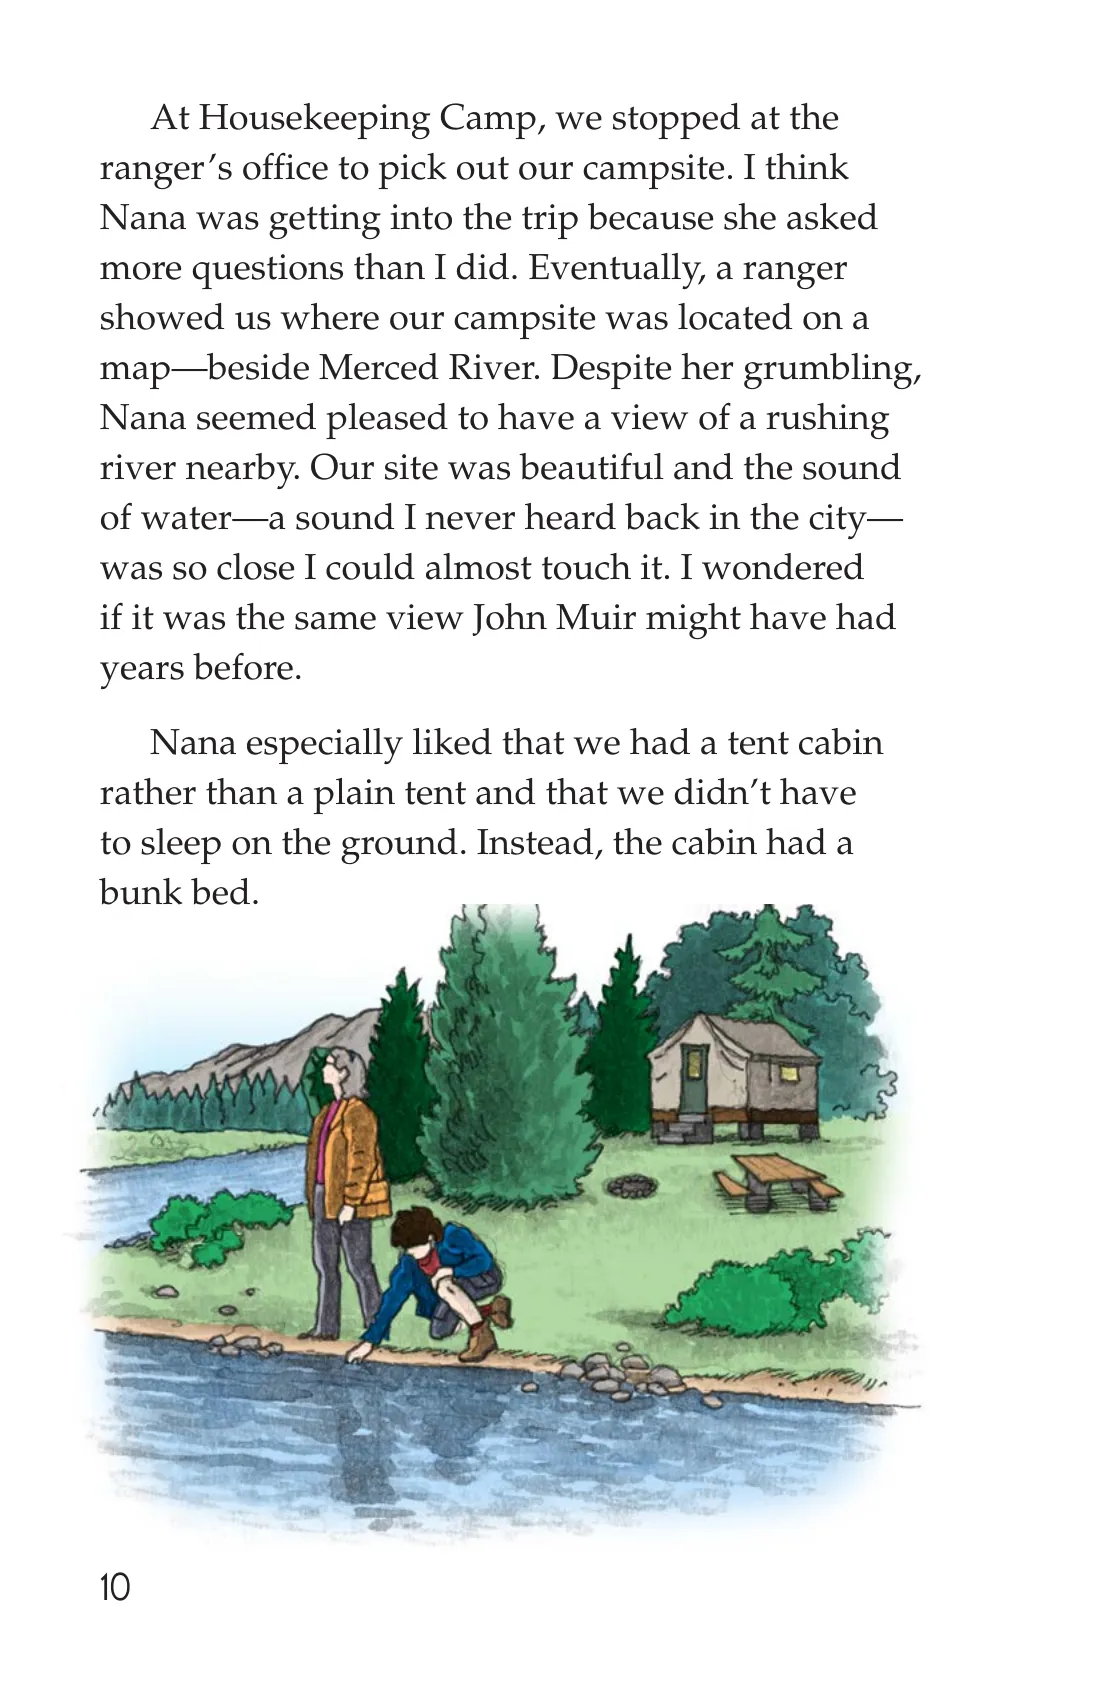 At Housekeeping Camp, we stopped at the
ranger’s office to pick out our campsite. I think
Nana was getting into the trip because she asked
more questions than I did. Eventually, a ranger
showed us where our campsite was located on a
map—beside Merced River. Despite her grumbling,
Nana seemed pleased to have a view of a rushing
river nearby. Our site was beautiful and the sound
of water—a sound I never heard back in the city—
was so close I could almost touch it. I wondered
if it was the same view John Muir might have had
years before.
Nana especially liked that we had a tent cabin
rather than a plain tent and that we didn’t have
to sleep on the ground. Instead, the cabin had a
bunk bed.
10